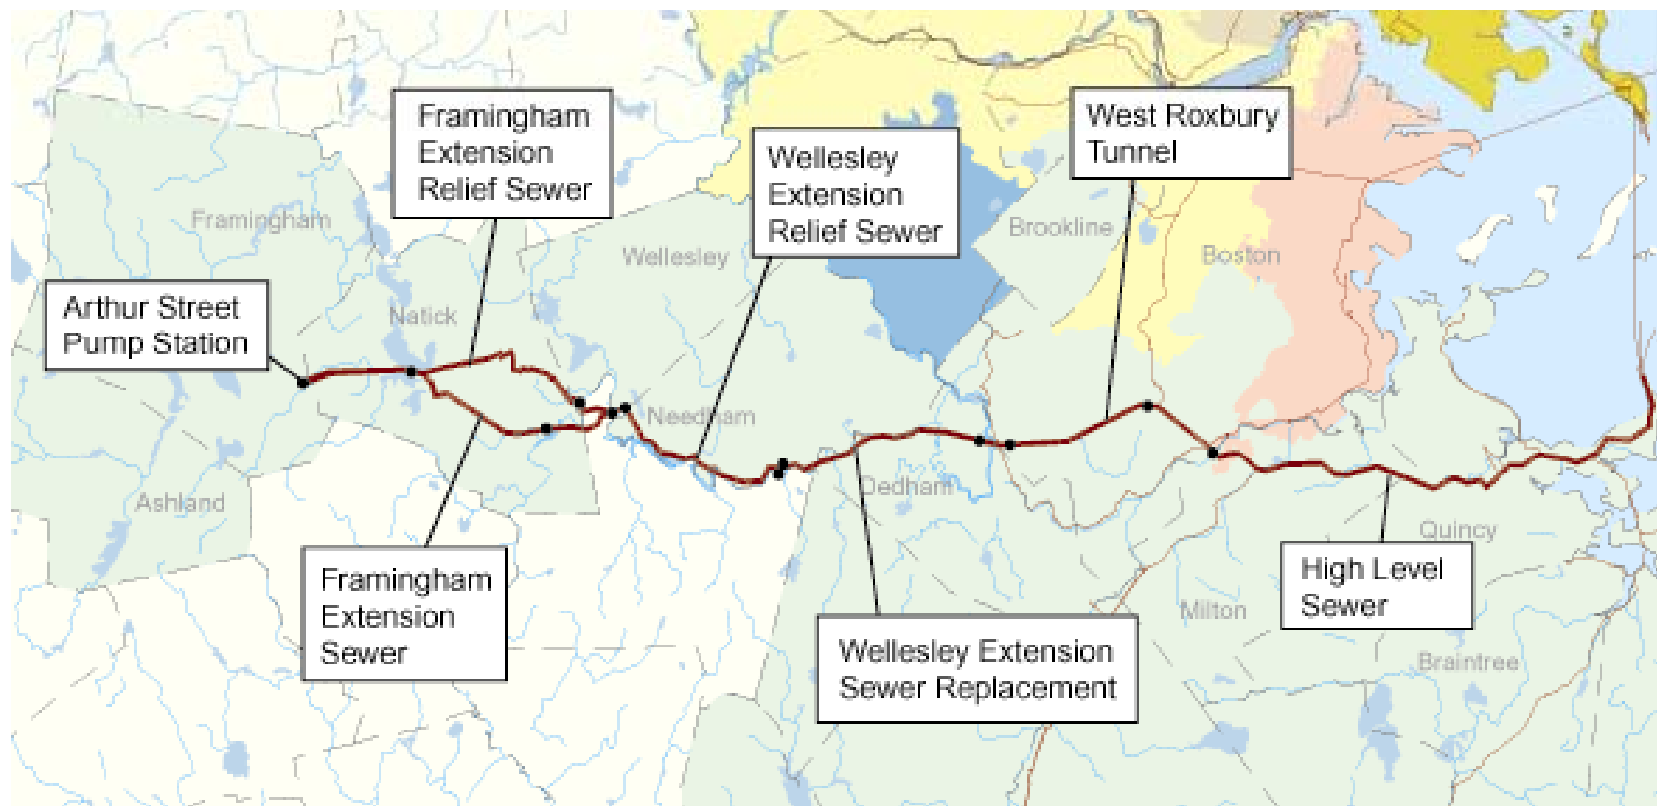 Framingham
Extension
Relief Sewer
Wellesley
Extension
Relief Sewer
West Roxbury
Tunnel
Framingham
Wellesley
Brookline
Boston
Arthur Street
Pump Station
Natick
Needham
Ashland
Dedham
Quincy
Framingham
Extension
Sewer
High Level
Sewer
Milton
Wellesley Extension
Sewer Replacement
Braintree